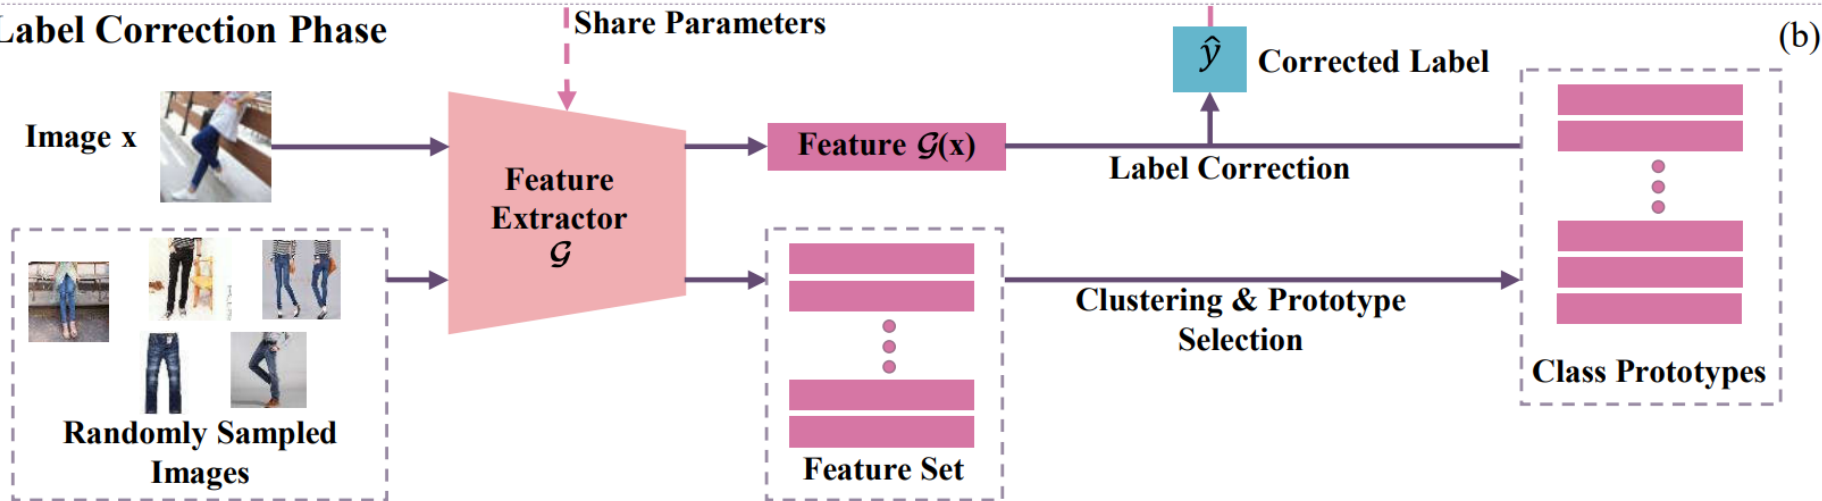 Label Correction Phase
Share Parameters
ŷ
Corrected Label
(b)
Image x
Feature
Extractor
𝒢
Feature 𝒢(x)
Label Correction
Clustering & Prototype
Selection
Class Prototypes
Randomly Sampled
Images
Feature Set